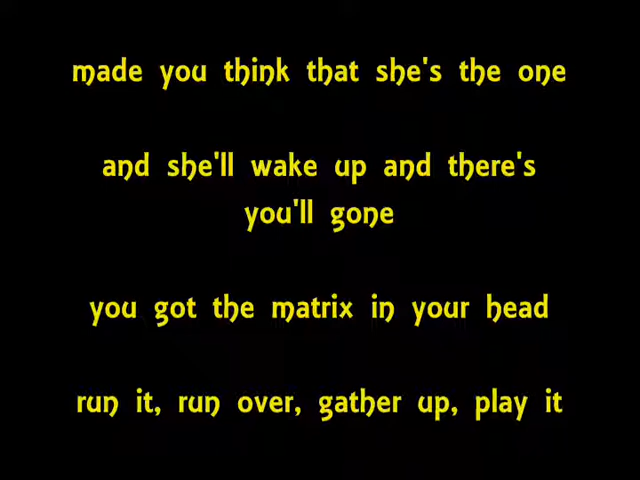 made you think that she's the one
and she'll wake up and there's
you'll gone
you got the matrix in your head
run it, run over, gather up, play it